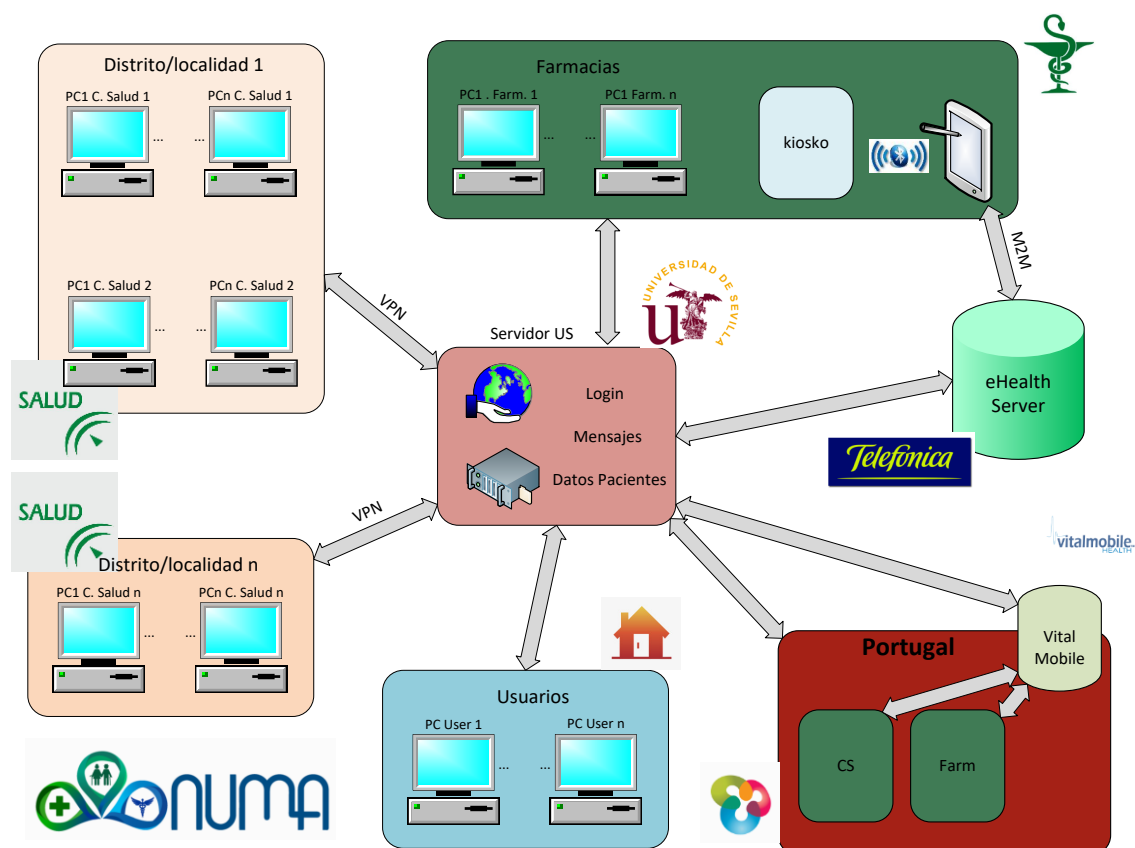 Distrito/localidad 1
PC1 C. Salud 1
PCn C. Salud 1
... ...
PC1 C. Salud 2
PCn C. Salud 2
... ...
SALUD
Farmacias
PC1 . Farm. 1
PC1 Farm. n
... ...
kiosko
M2M
VPN
UNIVERSIDAD DE SEVILLA
Servidor US
Login
Mensajes
Datos Pacientes
eHealth
Server
Telefónica
SALUD
VPN
Distrito/localidad n
PC1 C. Salud n
PCn C. Salud n
... ...
vitalmobile
HEALTH
Vital
Mobile
Portugal
CS
Farm
Usuarios
PC User 1
PC User n
... ...
NUMA